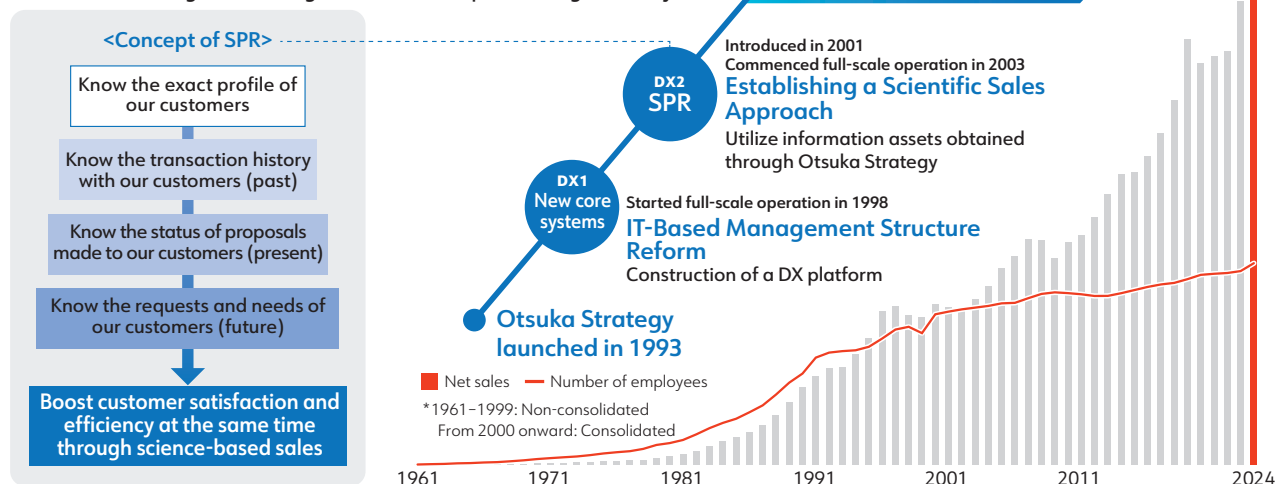 <Concept of SPR>
Know the exact profile of
our customers
Know the transaction history
with our customers (past)
Know the status of proposals
made to our customers (present)
Know the requests and needs of
our customers (future)
Boost customer satisfaction and
efficiency at the same time
through science-based sales
DX2
SPR
Introduced in 2001
Commenced full-scale operation in 2003
Establishing a Scientific Sales
Approach
Utilize information assets obtained
through Otsuka Strategy
DX1
New core
systems
Started full-scale operation in 1998
IT-Based Management Structure
Reform
Construction of a DX platform
Otsuka Strategy
launched in 1993
Net sales
Number of employees
*1961–1999: Non-consolidated
From 2000 onward: Consolidated
1961 1971 1981 1991 2001 2011 2024